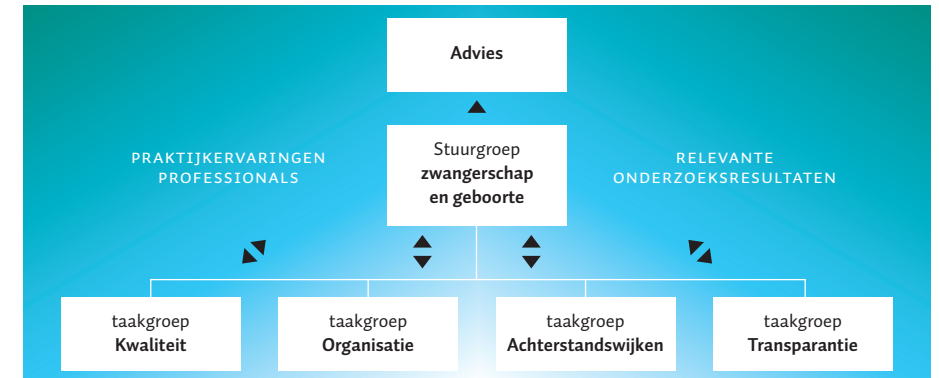 Advies
Stuurgroep
zwangerschap
en geboorte
PRAKTIJKERVARINGEN
PROFESSIONALS
RELEVANTE
ONDERZOEKSRESULTATEN
taakgroep
Kwaliteit
taakgroep
Organisatie
taakgroep
Achterstandswijken
taakgroep
Transparantie